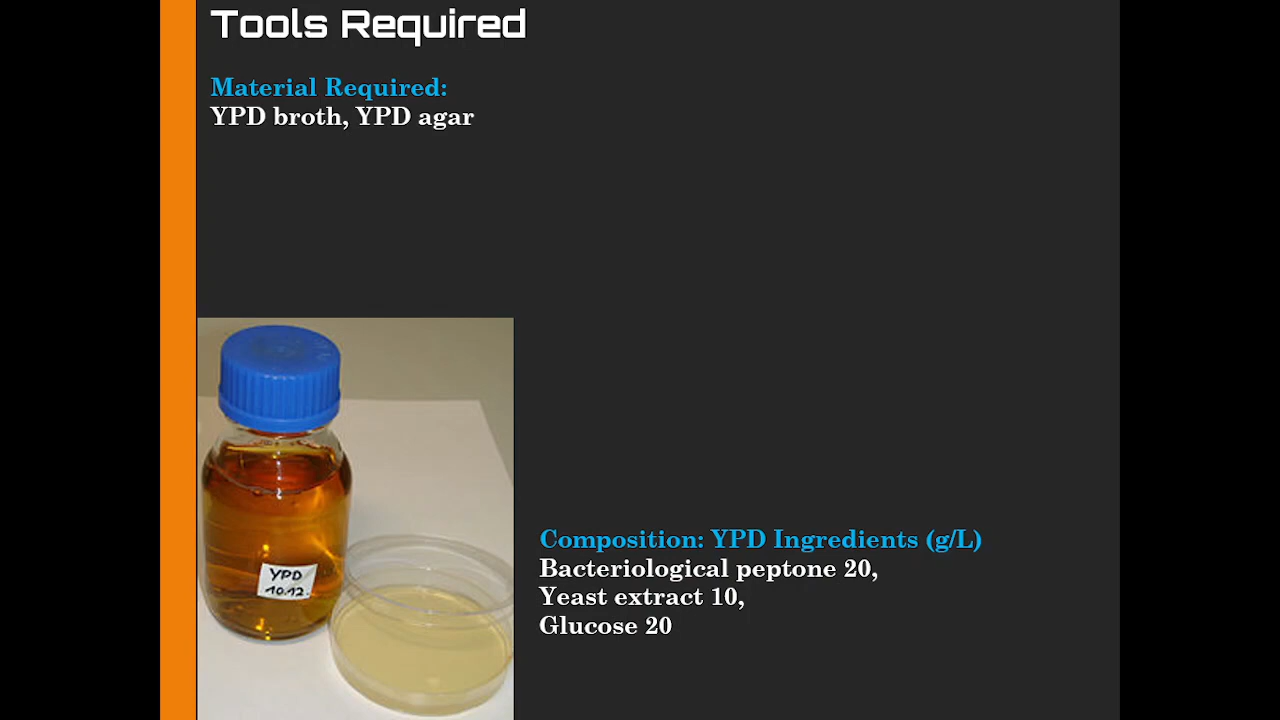 Tools Required
Material Required:
YPD broth, YPD agar
YPD
10.12.
Composition: YPD Ingredients (g/L)
Bacteriological peptone 20,
Yeast extract 10,
Glucose 20